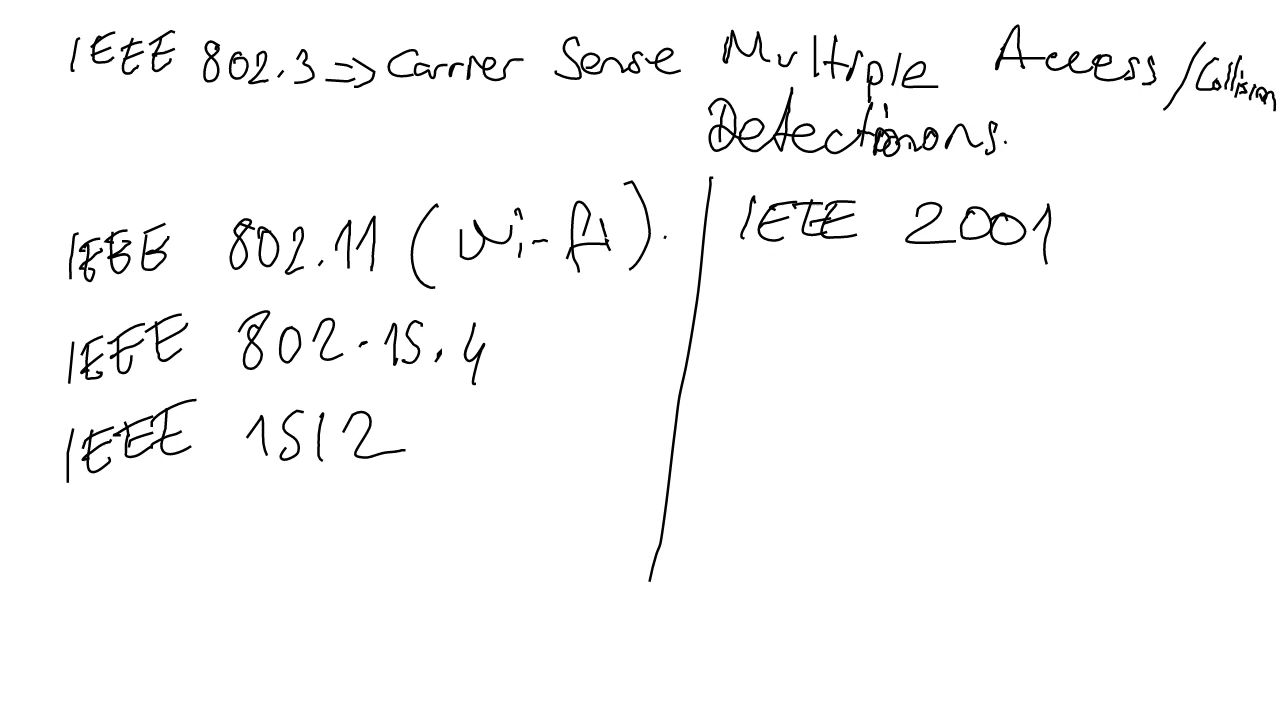 IEEE 802.3 => Carrier Sense Multiple Access / Collision
Detectionons.
IEEE 802.11 (Wi-fi).
IEEE 802.15.4
IEEE 1512
IEEE 2001